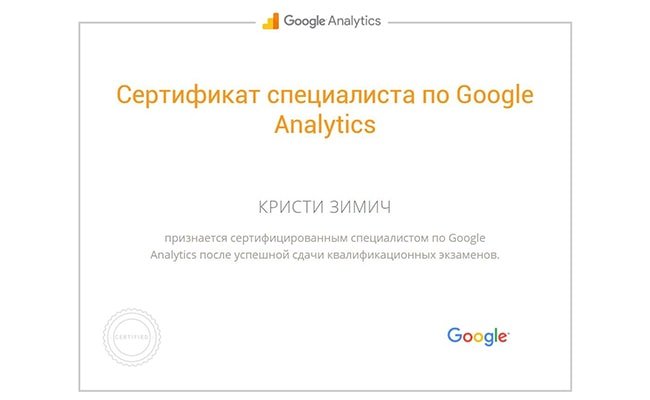 Google Analytics
Сертификат специалиста по Google
Analytics
КРИСТИ ЗИМИЧ
признается сертифицированным специалистом по Google
Analytics после успешной сдачи квалификационных экзаменов.
CERTIFIED
Google